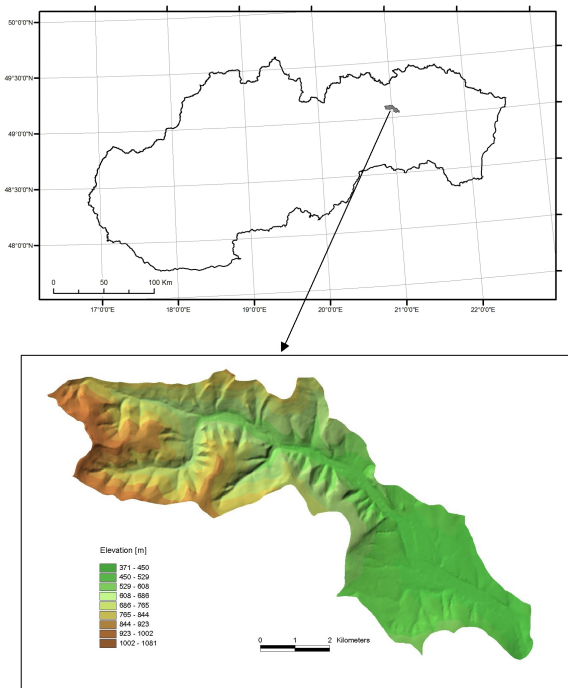 50°0'0"N
49°30'0"N
49°0'0"N
48°30'0"N
48°0'0"N
0 50 100 Km
17°0'0"E 18°0'0"E 19°0'0"E 20°0'0"E 21°0'0"E 22°0'0"E
Elevation [m]
371 - 450
450 - 529
529 - 608
608 - 686
686 - 765
765 - 844
844 - 923
923 - 1002
1002 - 1081
0 1 2 Kilometers